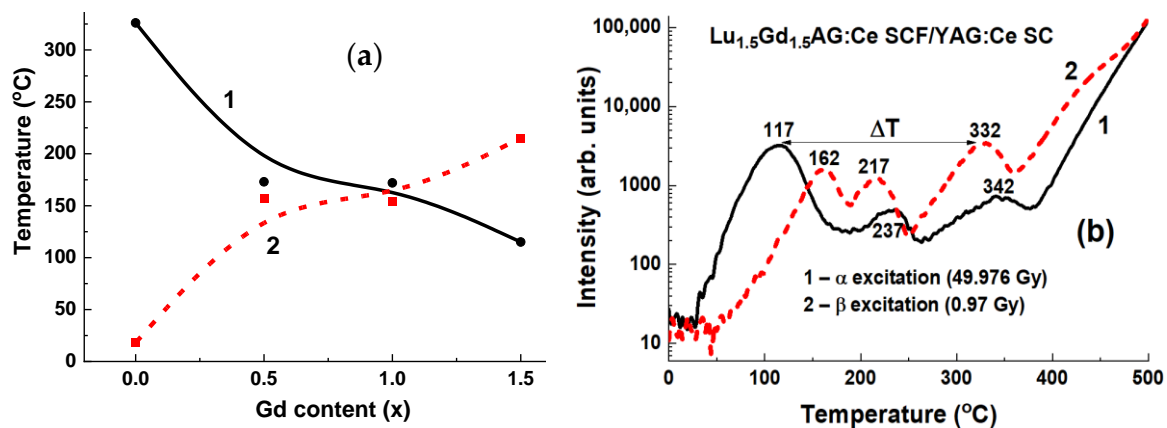 (a)
Temperature (°C)
325
300
250
200
150
100
50
0
1
2
0.0 0.5 1.0 1.5
Gd content (x)
Lu1.5Gd1.5AG:Ce SCF/YAG:Ce SC
Intensity (arb. units)
100,000
10,000
1000
100
10
117
ΔT
332
162
217
237
342
2
1
(b)
1 – α excitation (49.976 Gy)
2 – β excitation (0.97 Gy)
0 100 200 300 400 500
Temperature (°C)